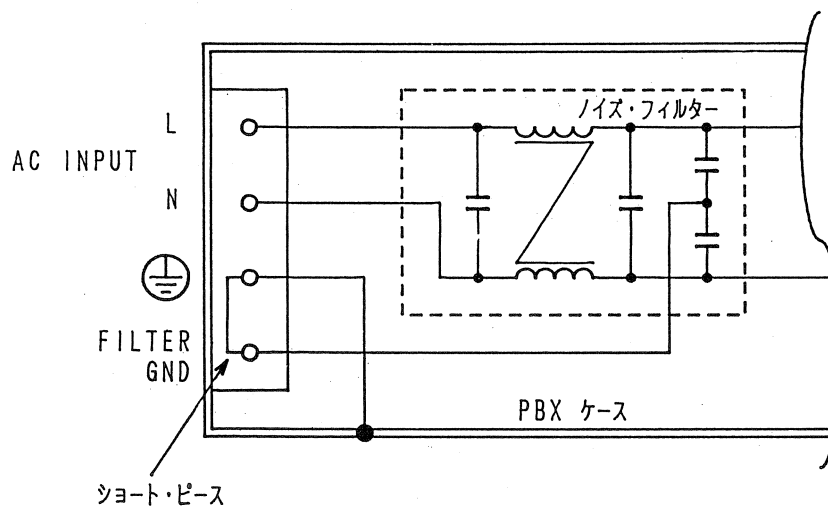 ノイズ・フィルター
L
AC INPUT
N
FILTER
GND
PBX ケース
ショート・ピース